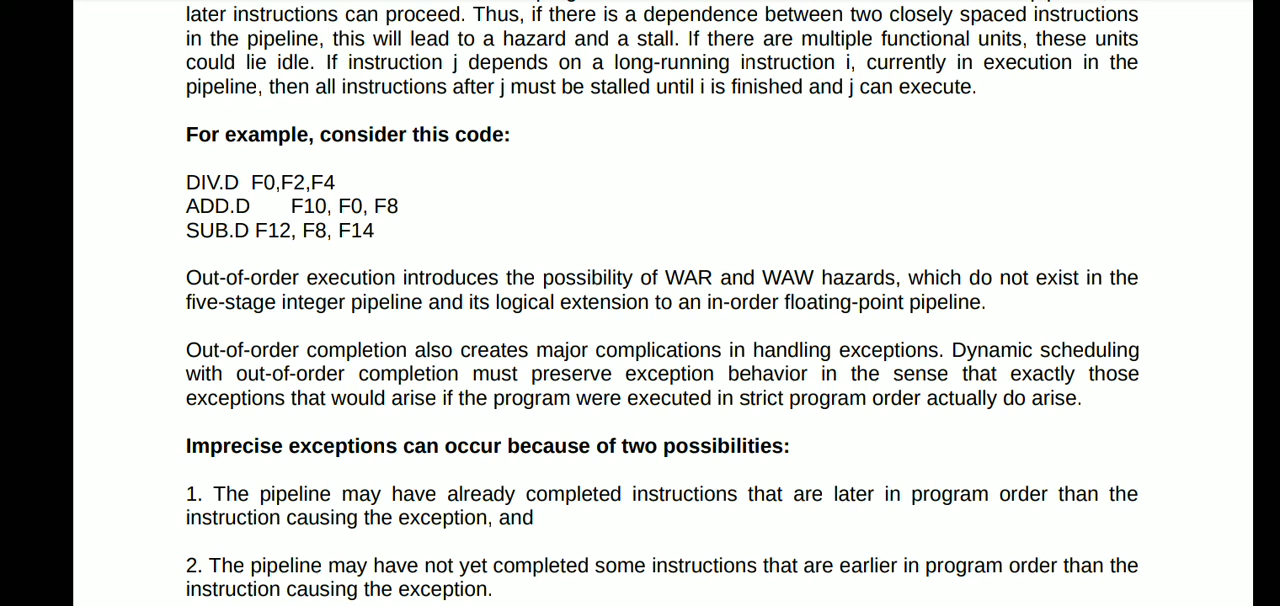 later instructions can proceed. Thus, if there is a dependence between two closely spaced instructions
in the pipeline, this will lead to a hazard and a stall. If there are multiple functional units, these units
could lie idle. If instruction j depends on a long-running instruction i, currently in execution in the
pipeline, then all instructions after j must be stalled until i is finished and j can execute.
For example, consider this code:
DIV.D F0,F2,F4
ADD.D F10, F0, F8
SUB.D F12, F8, F14
Out-of-order execution introduces the possibility of WAR and WAW hazards, which do not exist in the
five-stage integer pipeline and its logical extension to an in-order floating-point pipeline.
Out-of-order completion also creates major complications in handling exceptions. Dynamic scheduling
with out-of-order completion must preserve exception behavior in the sense that exactly those
exceptions that would arise if the program were executed in strict program order actually do arise.
Imprecise exceptions can occur because of two possibilities:
1. The pipeline may have already completed instructions that are later in program order than the
instruction causing the exception, and
2. The pipeline may have not yet completed some instructions that are earlier in program order than the
instruction causing the exception.